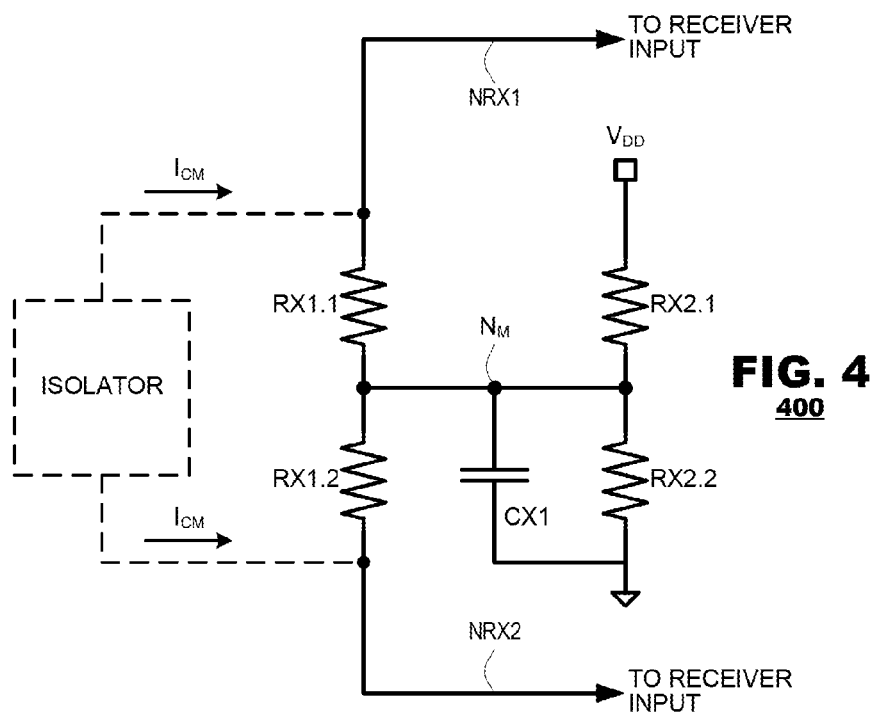 TO RECEIVER
INPUT
NRX1
V_DD
I_CM
RX1.1
RX2.1
N_M
ISOLATOR
FIG. 4
400
RX1.2
CX1
RX2.2
I_CM
NRX2
TO RECEIVER
INPUT